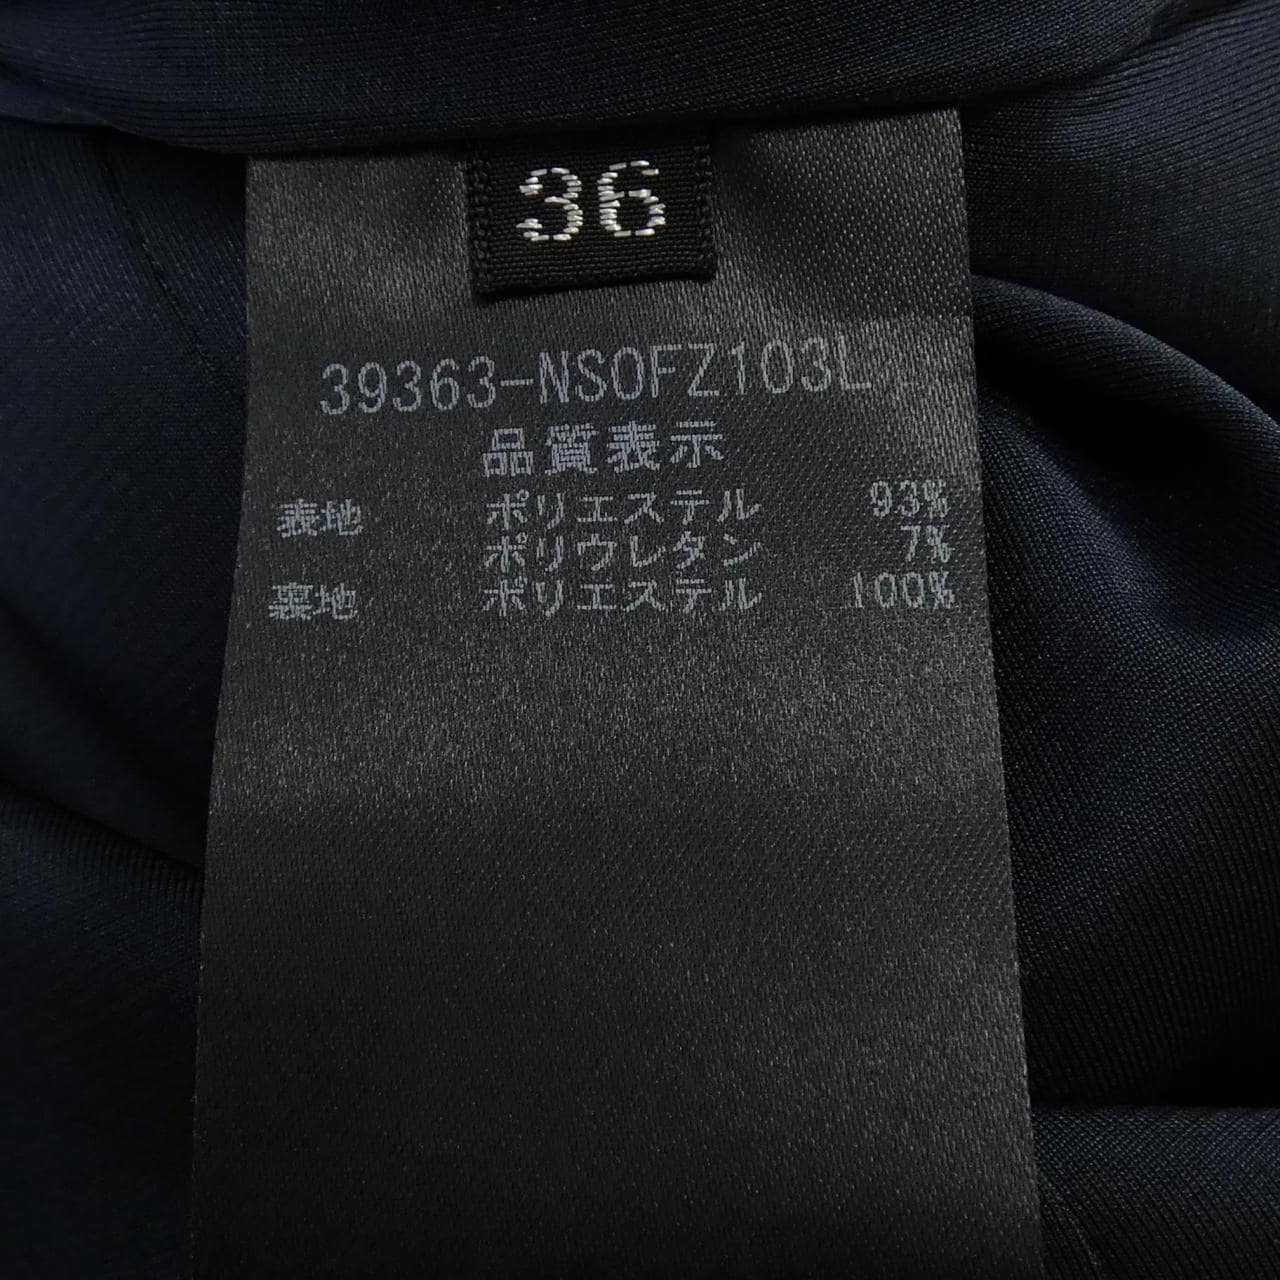 36
39363-NSOFZ103L
品質表示
表地 ポリエステル 93%
ポリウレタン 7%
裏地 ポリエステル 100%